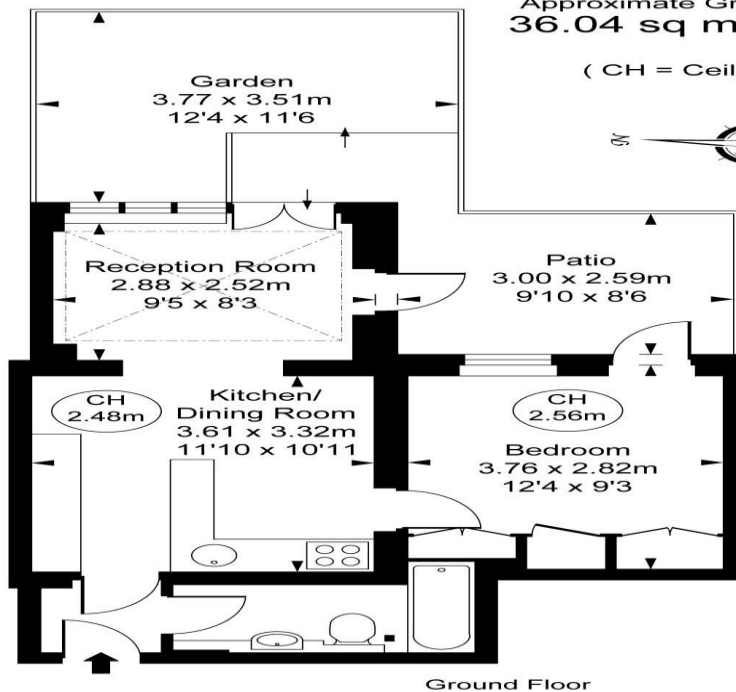 Approximate Gr
36.04 sq m
( CH = Ceil
Garden
3.77 x 3.51m
12'4 x 11'6
Reception Room
2.88 x 2.52m
9'5 x 8'3
Patio
3.00 x 2.59m
9'10 x 8'6
CH
2.48m
Kitchen/
Dining Room
3.61 x 3.32m
11'10 x 10'11
CH
2.56m
Bedroom
3.76 x 2.82m
12'4 x 9'3
Ground Floor